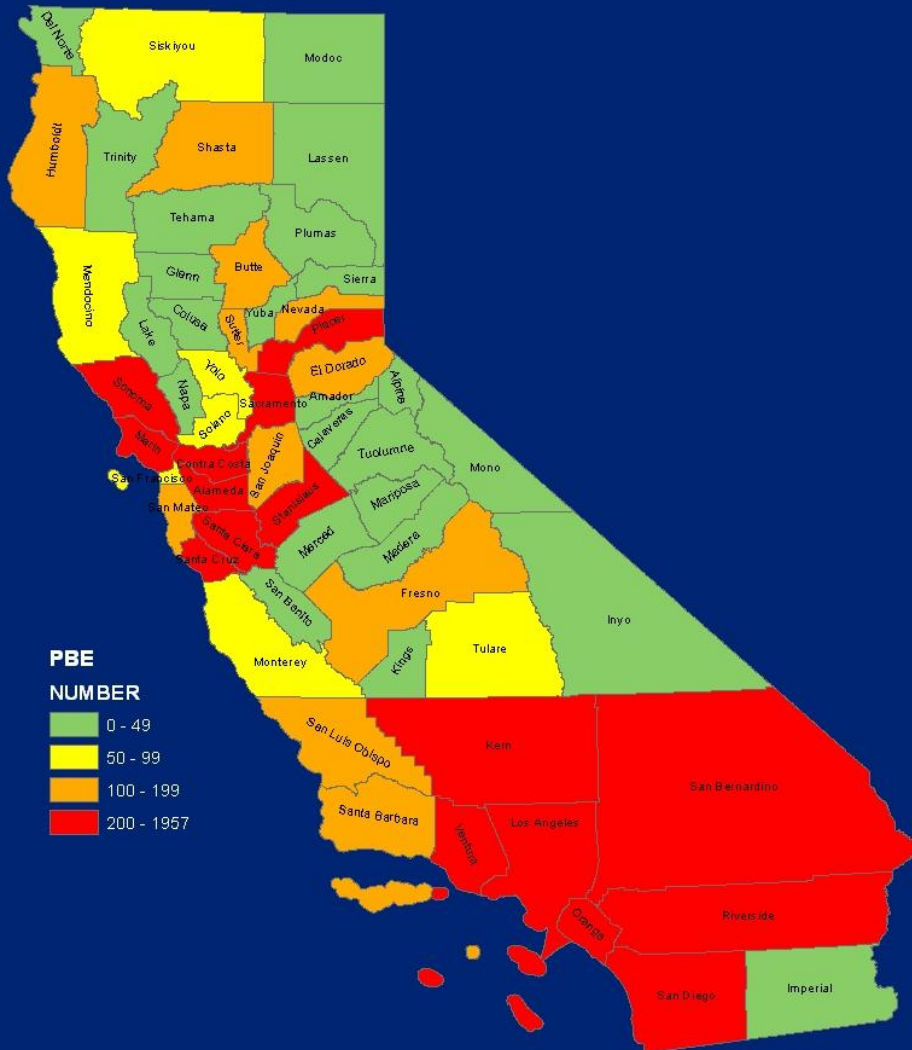 Del Norte
Siskiyou
Modoc
Humboldt
Trinity
Shasta
Lassen
Tehama
Plumas
Mendocino
Glenn
Butte
Sierra
Colusa
Lake
Sutter
Yuba
Nevada
Placer
Yolo
El Dorado
Sonoma
Napa
Sacramento
Amador
Alpine
Solano
Calaveras
Marin
Contra Costa
San Joaquin
Tuolumne
Mono
San Francisco
Alameda
Stanislaus
Mariposa
San Mateo
Santa Clara
Merced
Madera
Santa Cruz
San Benito
Fresno
Inyo
Monterey
Kings
Tulare
PBE
NUMBER
0 - 49
50 - 99
100 - 199
200 - 1957
San Luis Obispo
Kern
San Bernardino
Santa Barbara
Ventura
Los Angeles
Orange
Riverside
San Diego
Imperial